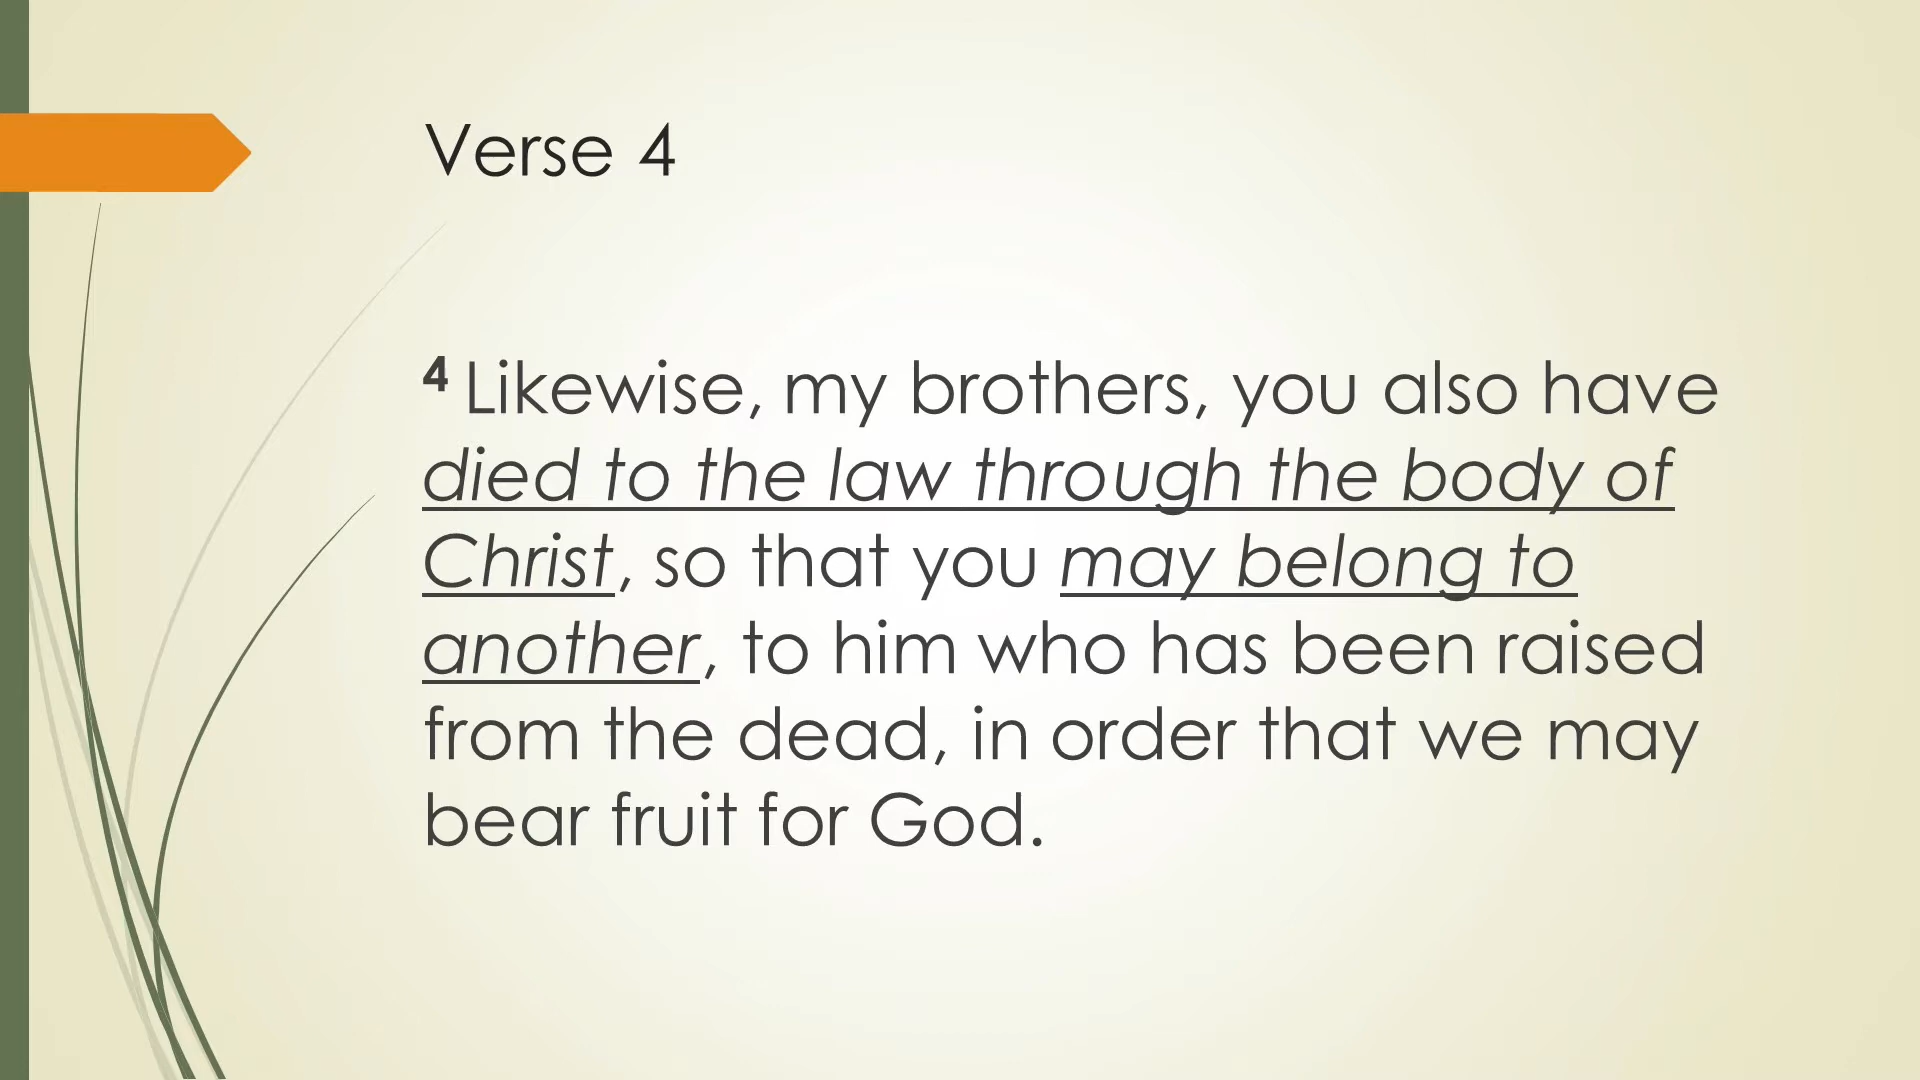 Verse 4
4 Likewise, my brothers, you also have
died to the law through the body of
Christ, so that you may belong to
another, to him who has been raised
from the dead, in order that we may
bear fruit for God.